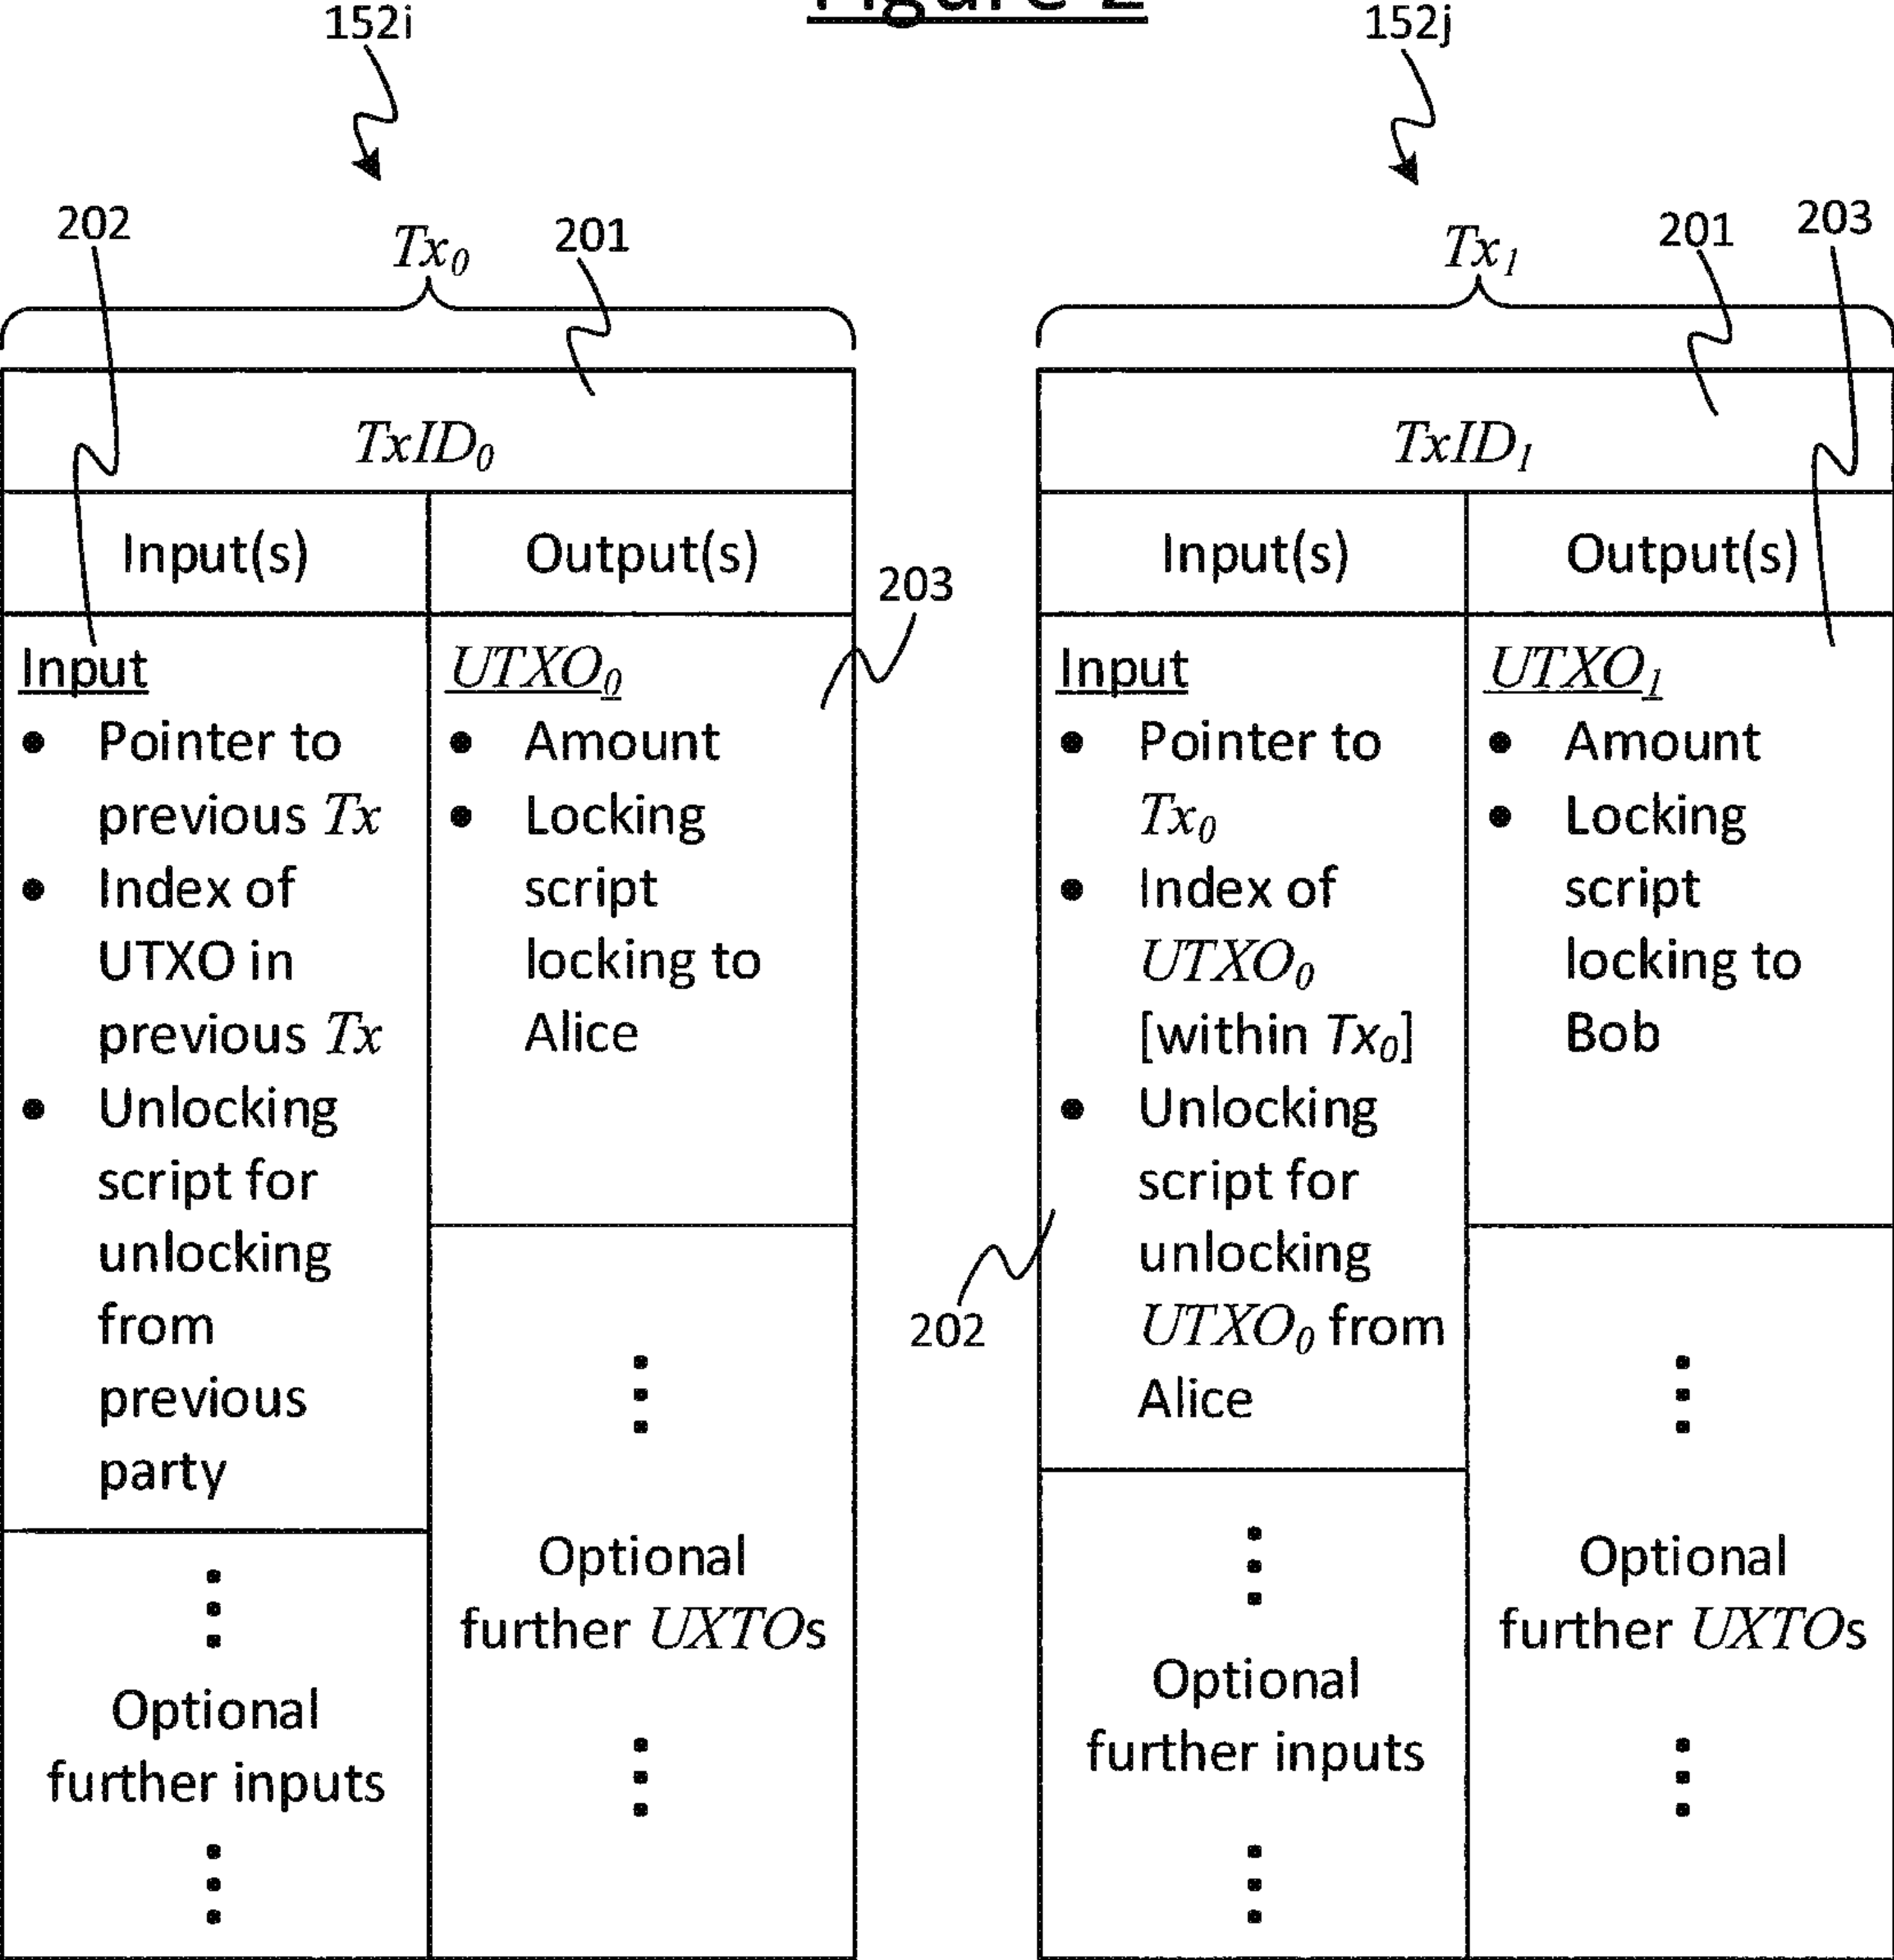 Figure 2
152i
152j
202
Tx0
201
Tx1
201
203
TxID0
TxID1
Input(s)
Output(s)
203
Input(s)
Output(s)
Input
• Pointer to
previous Tx
• Index of
UTXO in
previous Tx
• Unlocking
script for
unlocking
from
previous
party
Optional
further inputs
UTXO0
• Amount
• Locking
script
locking to
Alice
Optional
further UXTOs
Input
• Pointer to
Tx0
• Index of
UTXO0
[within Tx0]
• Unlocking
script for
unlocking
UTXO0 from
Alice
202
Optional
further inputs
UTXO1
• Amount
• Locking
script
locking to
Bob
Optional
further UXTOs